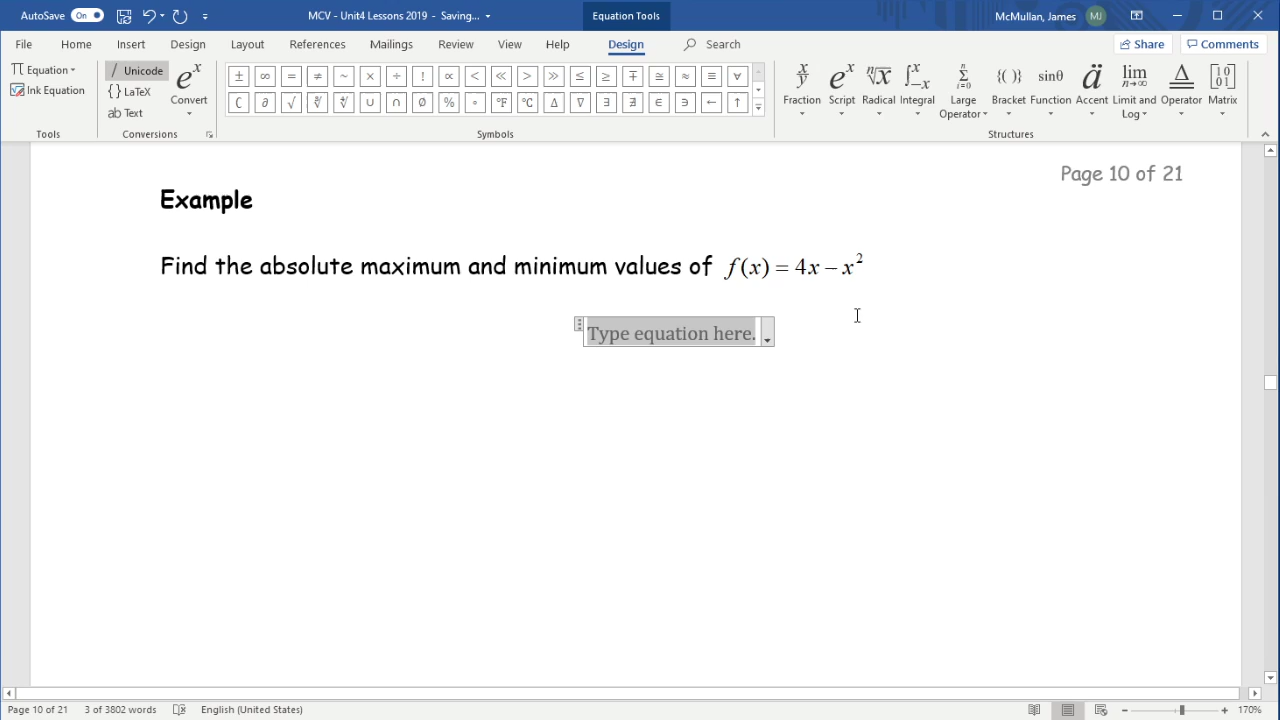 AutoSave On MCV - Unit4 Lessons 2019 - Saving... Equation Tools McMullan, James MJ
File Home Insert Design Layout References Mailings Review View Help Design Search Share Comments
π Equation Unicode ± ∞ = ≠ ~ × ÷ ! ∝ < ≪ > ≫ ≤ ≥ ∓ ≅ ≈ ≡ ∀
Ink Equation {} LaTeX Convert ∁ ∂ √ ∛ ∜ ∪ ∩ ∅ % ° °F °C ∆ ∇ ∃ ∄ ∈ ∋ ← ↑
ab Text Fraction Script Radical Integral Large Operator Bracket Function Accent Limit and Log Operator Matrix
Tools Conversions Symbols Structures
Page 10 of 21
Example
Find the absolute maximum and minimum values of f(x) = 4x − x²
Type equation here.
Page 10 of 21 3 of 3802 words English (United States) 170%